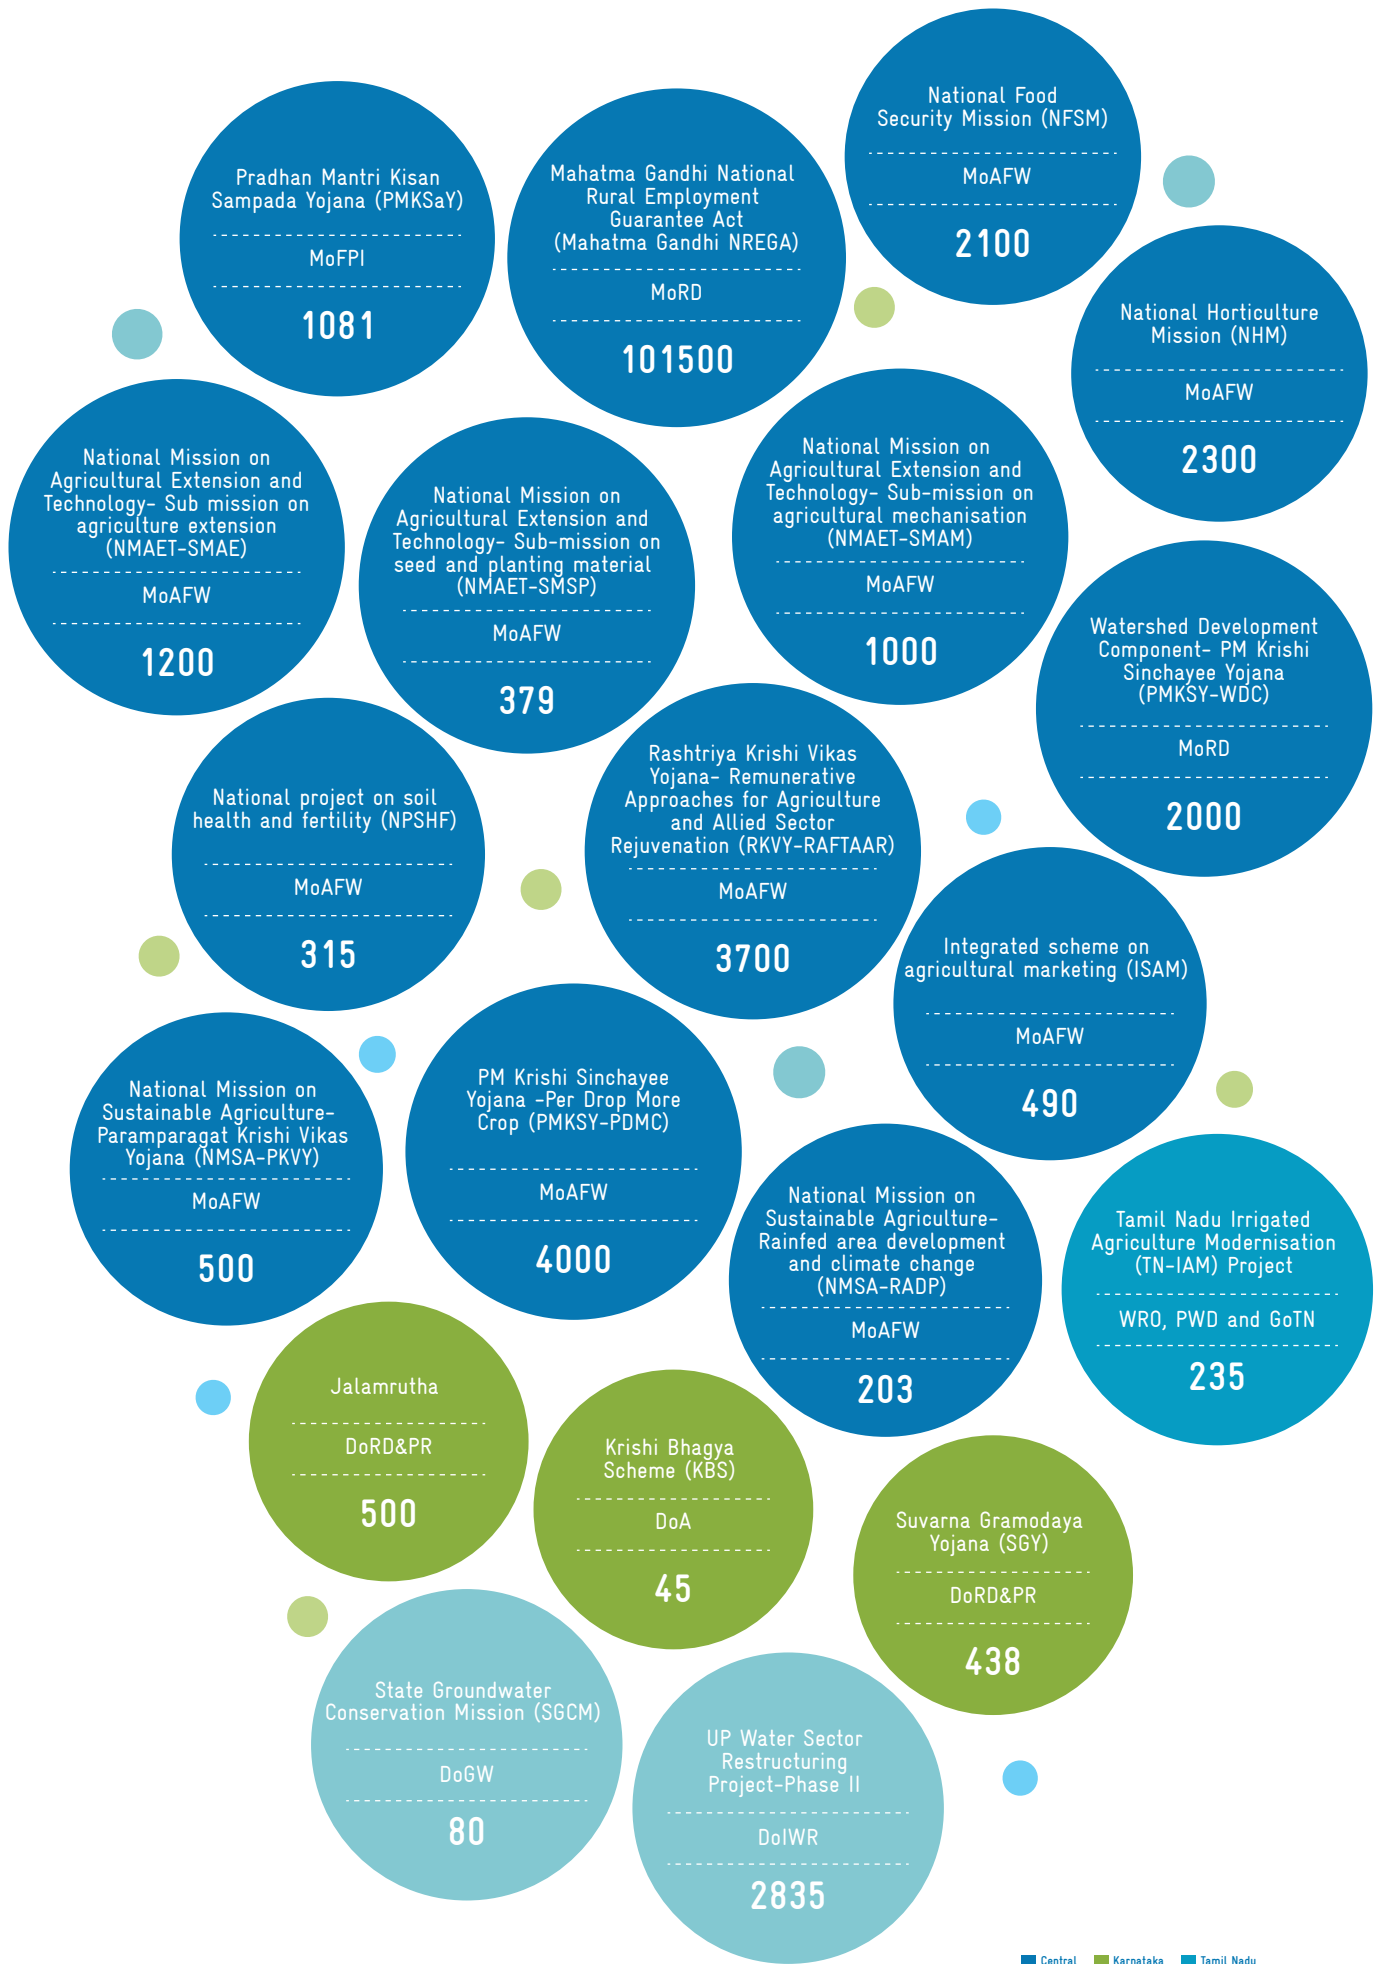 National Food
Security Mission (NFSM)
MoAFW
2100
Pradhan Mantri Kisan
Sampada Yojana (PMKSaY)
MoFPI
1081
Mahatma Gandhi National
Rural Employment
Guarantee Act
(Mahatma Gandhi NREGA)
MoRD
101500
National Horticulture
Mission (NHM)
MoAFW
2300
National Mission on
Agricultural Extension and
Technology- Sub mission on
agriculture extension
(NMAET-SMAE)
MoAFW
1200
National Mission on
Agricultural Extension and
Technology- Sub-mission on
seed and planting material
(NMAET-SMSP)
MoAFW
379
National Mission on
Agricultural Extension and
Technology- Sub-mission on
agricultural mechanisation
(NMAET-SMAM)
MoAFW
1000
Watershed Development
Component- PM Krishi
Sinchayee Yojana
(PMKSY-WDC)
MoRD
2000
National project on soil
health and fertility (NPSHF)
MoAFW
315
Rashtriya Krishi Vikas
Yojana- Remunerative
Approaches for Agriculture
and Allied Sector
Rejuvenation (RKVY-RAFTAAR)
MoAFW
3700
Integrated scheme on
agricultural marketing (ISAM)
MoAFW
490
National Mission on
Sustainable Agriculture-
Paramparagat Krishi Vikas
Yojana (NMSA-PKVY)
MoAFW
500
PM Krishi Sinchayee
Yojana -Per Drop More
Crop (PMKSY-PDMC)
MoAFW
4000
National Mission on
Sustainable Agriculture-
Rainfed area development
and climate change
(NMSA-RADP)
MoAFW
203
Tamil Nadu Irrigated
Agriculture Modernisation
(TN-IAM) Project
WRO, PWD and GoTN
235
Jalamrutha
DoRD&PR
500
Krishi Bhagya
Scheme (KBS)
DoA
45
Suvarna Gramodaya
Yojana (SGY)
DoRD&PR
438
State Groundwater
Conservation Mission (SGCM)
DoGW
80
UP Water Sector
Restructuring
Project-Phase II
DoIWR
2835
Central Karnataka Tamil Nadu